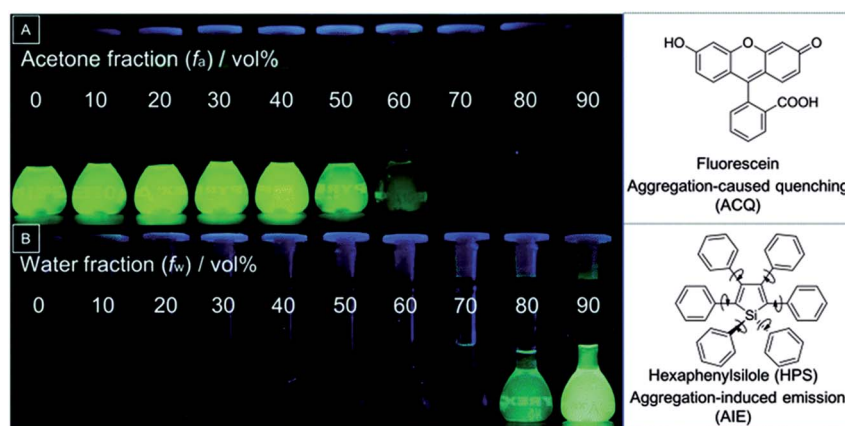 A
Acetone fraction (fa) / vol%
0 10 20 30 40 50 60 70 80 90
B
Water fraction (fw) / vol%
0 10 20 30 40 50 60 70 80 90
HO
O
O
COOH
Fluorescein
Aggregation-caused quenching
(ACQ)
Si
Hexaphenylsilole (HPS)
Aggregation-induced emission
(AIE)